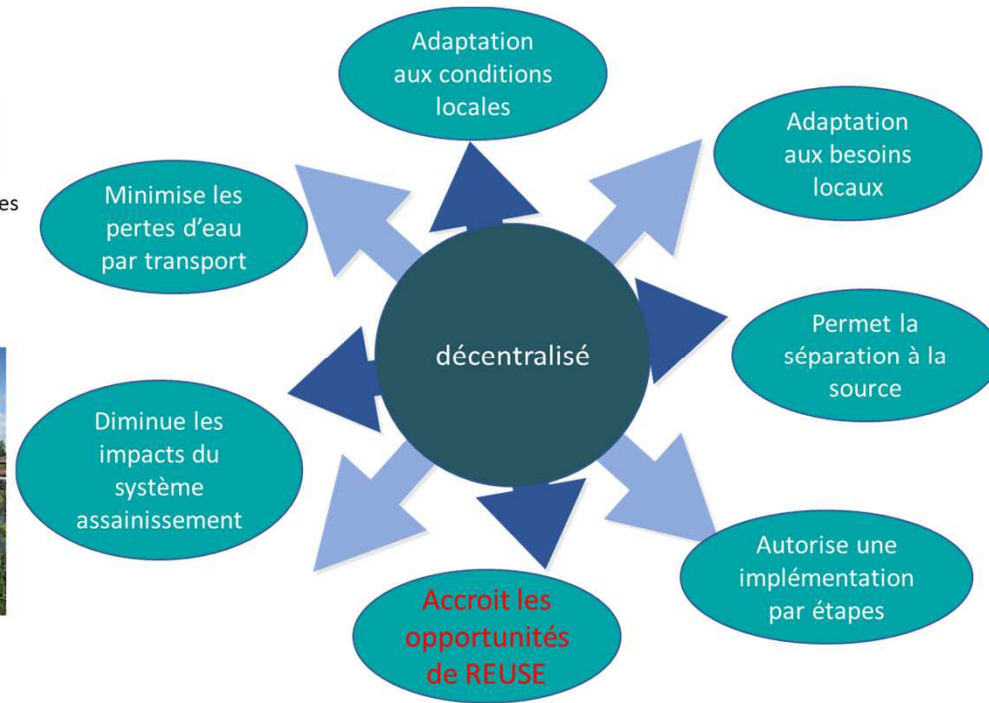 Adaptation
aux conditions
locales
Adaptation
aux besoins
locaux
Minimise les
pertes d'eau
par transport
es
décentralisé
Permet la
séparation à la
source
Diminue les
impacts du
système
assainissement
Autorise une
implémentation
par étapes
Accroit les
opportunités
de REUSE